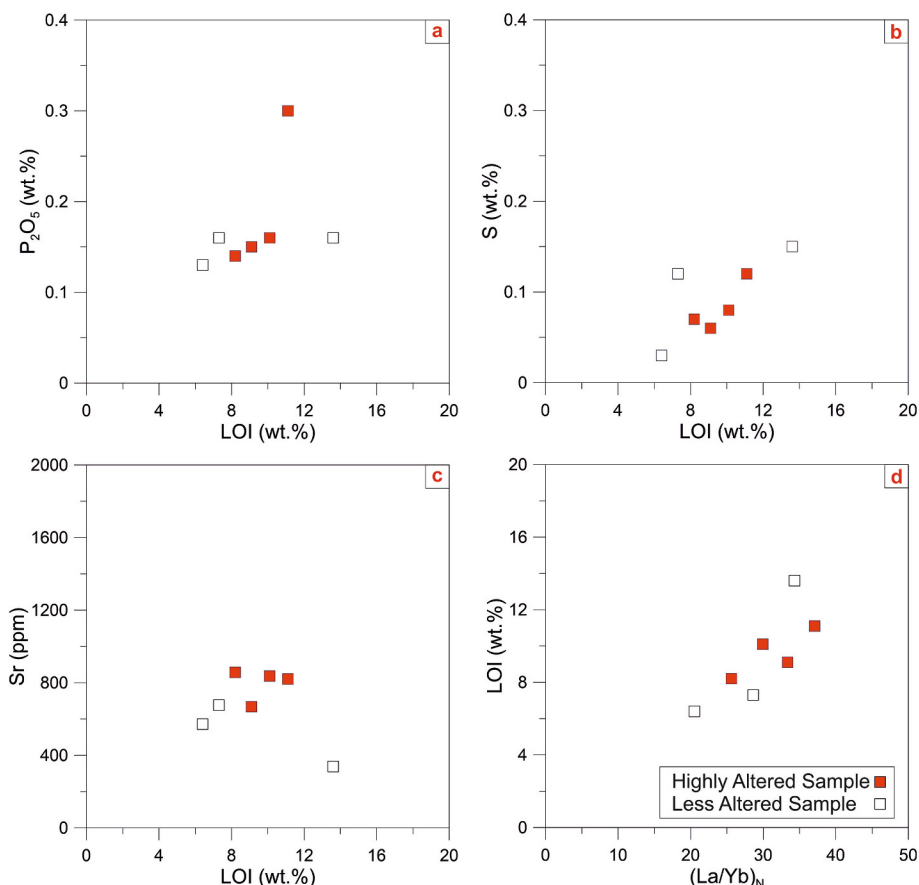 a
0.4
0.3
0.2
0.1
0
P₂O₅ (wt.%)
0 4 8 12 16 20
LOI (wt.%)
b
0.4
0.3
0.2
0.1
0
S (wt.%)
0 4 8 12 16 20
LOI (wt.%)
c
2000
1600
1200
800
400
0
Sr (ppm)
0 4 8 12 16 20
LOI (wt.%)
d
20
16
12
8
4
0
LOI (wt.%)
Highly Altered Sample
Less Altered Sample
0 10 20 30 40 50
(La/Yb)N